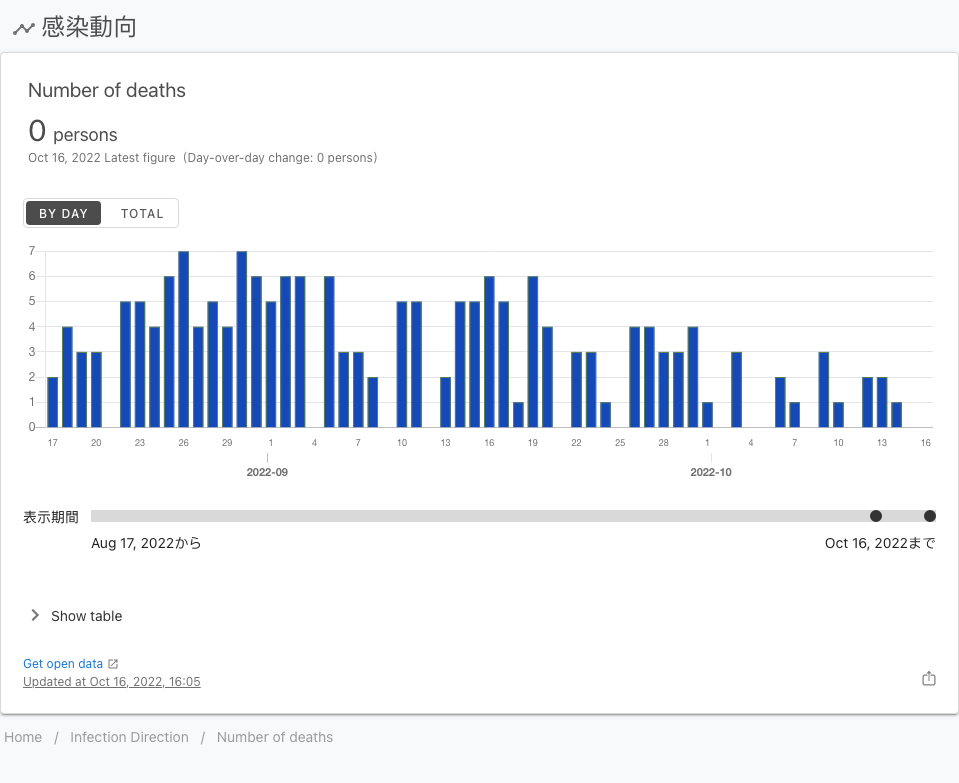 感染動向
Number of deaths
0 persons
Oct 16, 2022 Latest figure (Day-over-day change: 0 persons)
BY DAY TOTAL
7
6
5
4
3
2
1
0
17 20 23 26 29 1 4 7 10 13 16 19 22 25 28 1 4 7 10 13 16
2022-09 2022-10
表示期間
Aug 17, 2022から Oct 16, 2022まで
Show table
Get open data
Updated at Oct 16, 2022, 16:05
Home / Infection Direction / Number of deaths